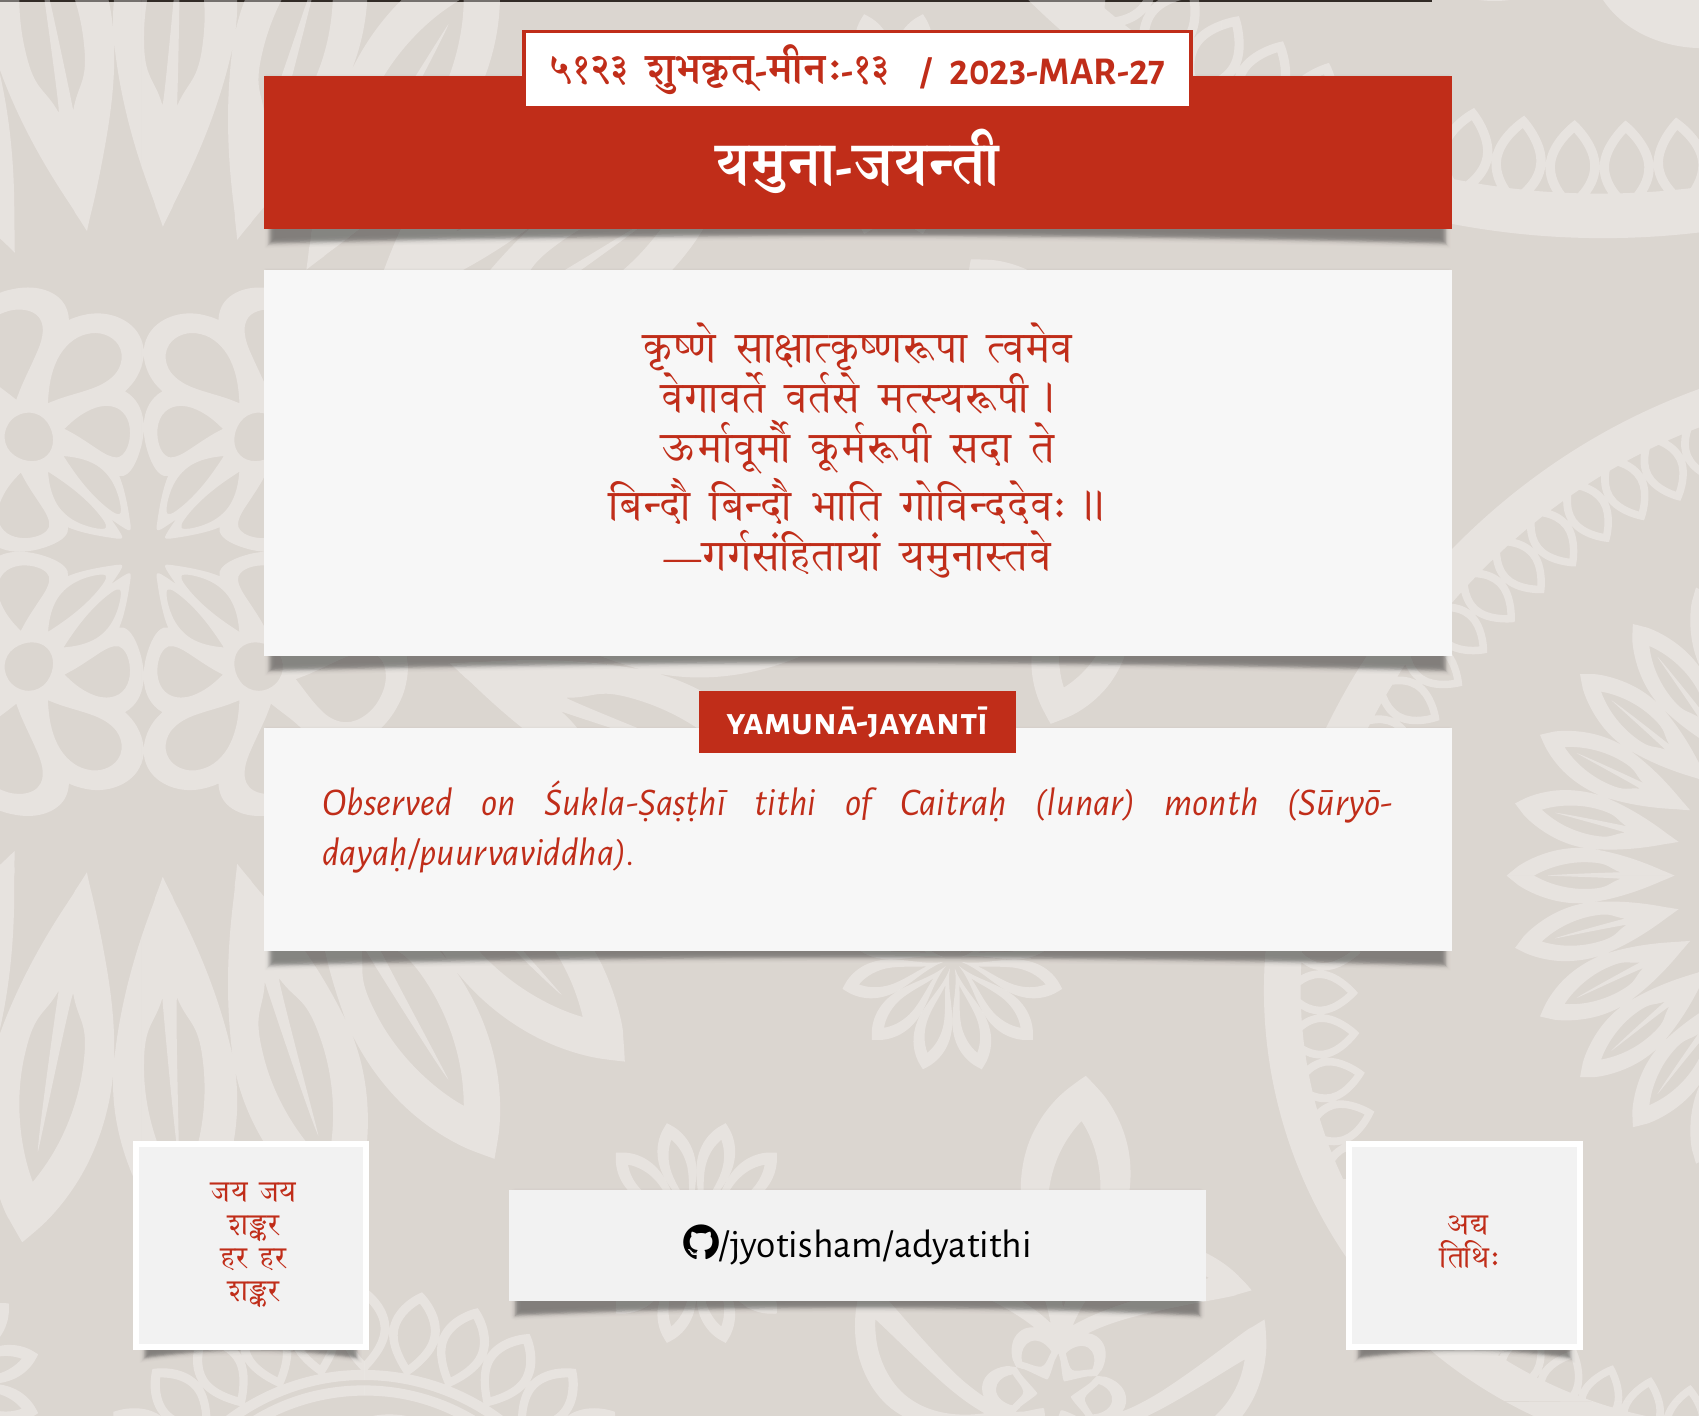 ५१२३ शुभकृत्-मीनः-१३ / 2023-MAR-27
यमुना-जयन्ती
कृष्णे साक्षात्कृष्णरूपा त्वमेव
वेगावर्ते वर्तसे मत्स्यरूपी ।
ऊर्मावूर्मौ कूर्मरूपी सदा ते
बिन्दौ बिन्दौ भाति गोविन्ददेवः ॥
—गर्गसंहितायां यमुनास्तवे
YAMUNĀ-JAYANTĪ
Observed on Śukla-Ṣaṣṭhī tithi of Caitraḥ (lunar) month (Sūryō-
dayaḥ/puurvaviddha).
जय जय
शङ्कर
हर हर
शङ्कर
/jyotisham/adyatithi
अद्य
तिथिः